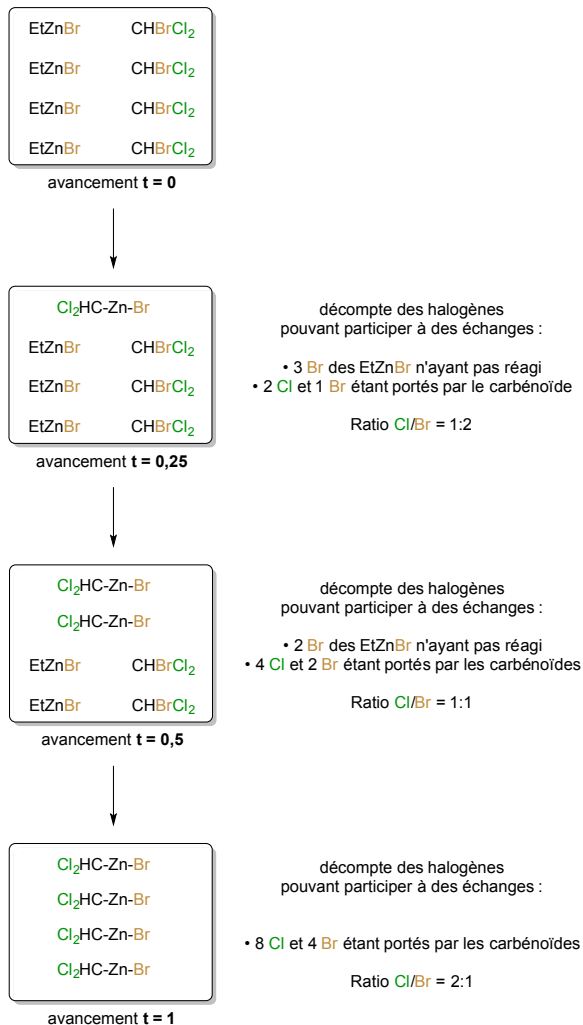 EtZnBr CHBrCl2
EtZnBr CHBrCl2
EtZnBr CHBrCl2
EtZnBr CHBrCl2
avancement t = 0
Cl2HC-Zn-Br
EtZnBr CHBrCl2
EtZnBr CHBrCl2
EtZnBr CHBrCl2
avancement t = 0,25
décompte des halogènes
pouvant participer à des échanges :
• 3 Br des EtZnBr n'ayant pas réagi
• 2 Cl et 1 Br étant portés par le carbénoïde
Ratio Cl/Br = 1:2
Cl2HC-Zn-Br
Cl2HC-Zn-Br
EtZnBr CHBrCl2
EtZnBr CHBrCl2
avancement t = 0,5
décompte des halogènes
pouvant participer à des échanges :
• 2 Br des EtZnBr n'ayant pas réagi
• 4 Cl et 2 Br étant portés par les carbénoïdes
Ratio Cl/Br = 1:1
Cl2HC-Zn-Br
Cl2HC-Zn-Br
Cl2HC-Zn-Br
Cl2HC-Zn-Br
avancement t = 1
décompte des halogènes
pouvant participer à des échanges :
• 8 Cl et 4 Br étant portés par les carbénoïdes
Ratio Cl/Br = 2:1